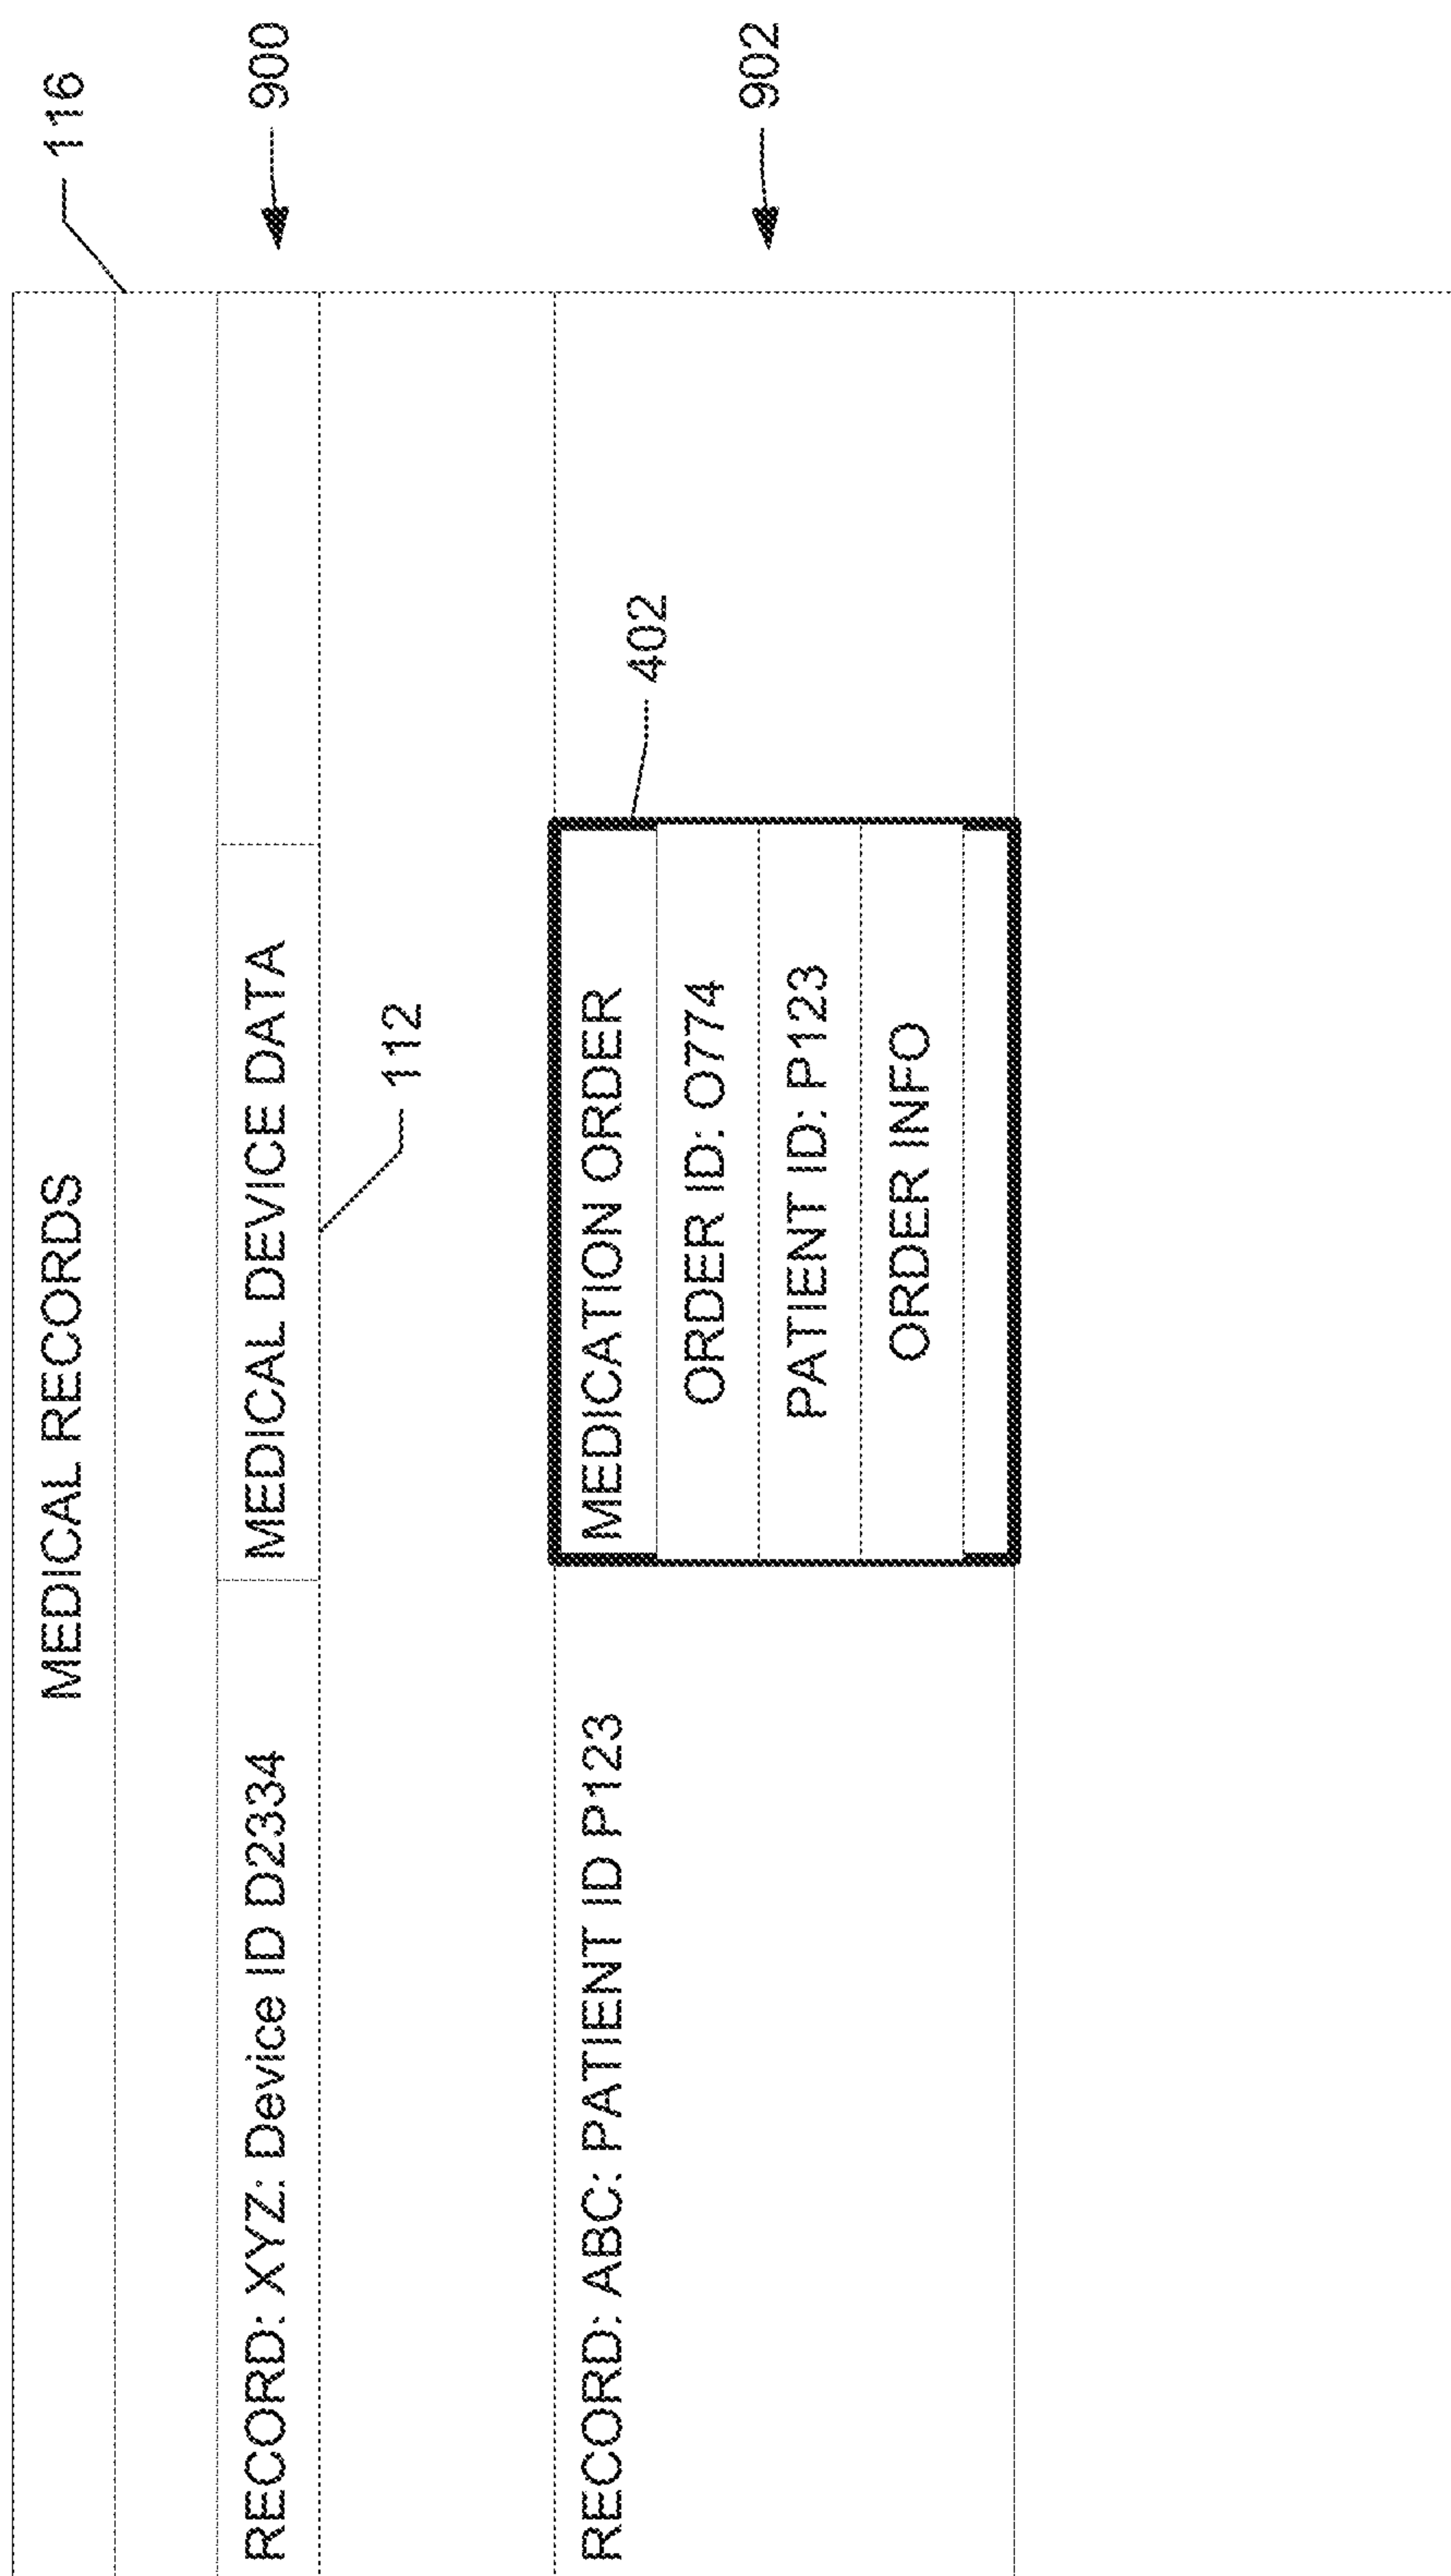 MEDICAL RECORDS
116
RECORD: XYZ: Device ID D2334
MEDICAL DEVICE DATA
900
112
RECORD: ABC: PATIENT ID P123
MEDICATION ORDER
402
ORDER ID: O774
PATIENT ID: P123
902
ORDER INFO